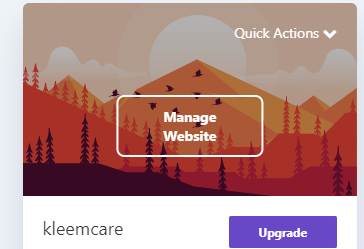 Quick Actions
Manage
Website
kleemcare
Upgrade